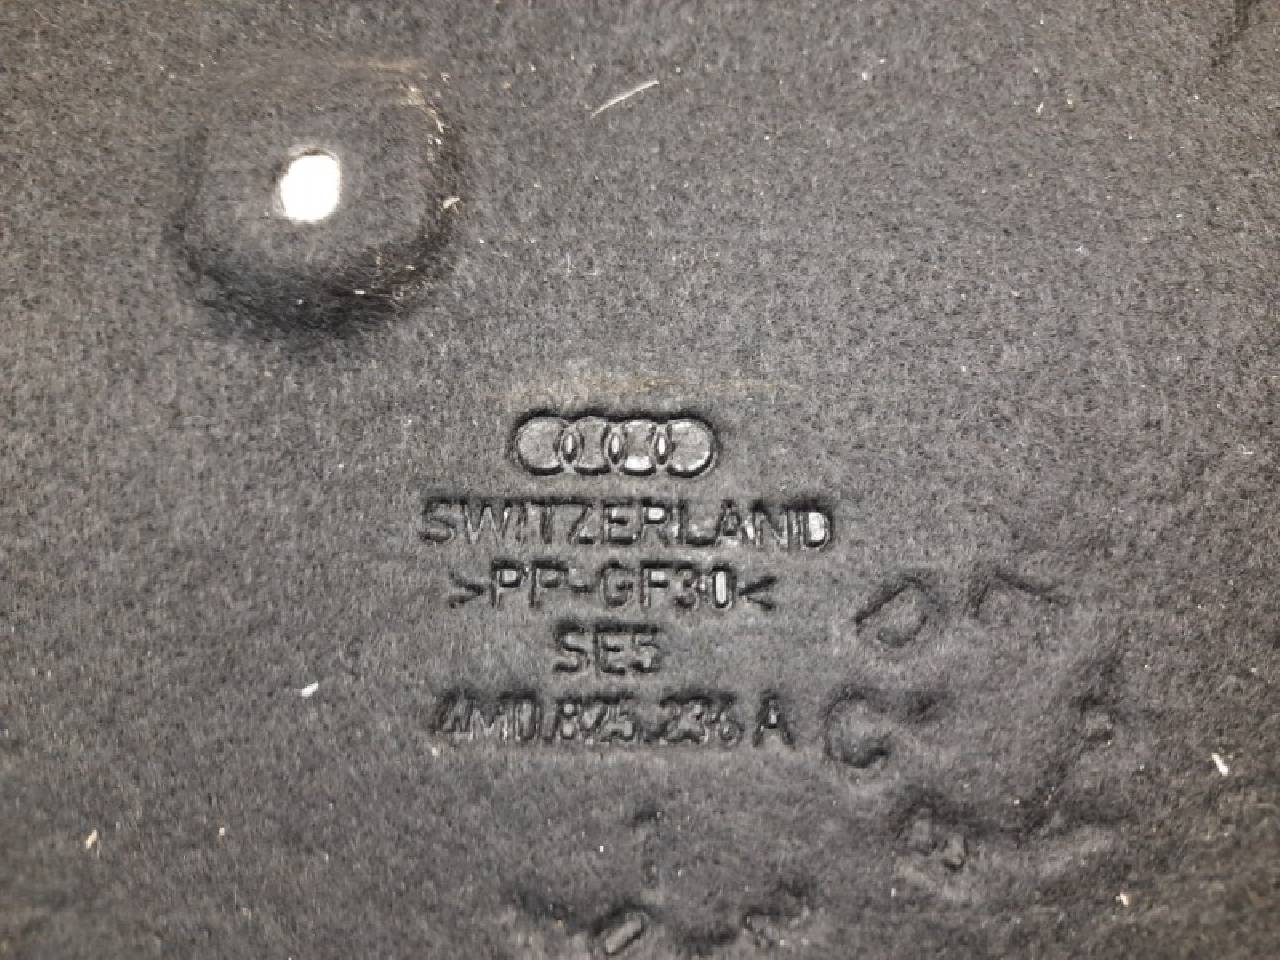 SWITZERLAND
>PP-GF30<
SE5
4M0.825.236 A